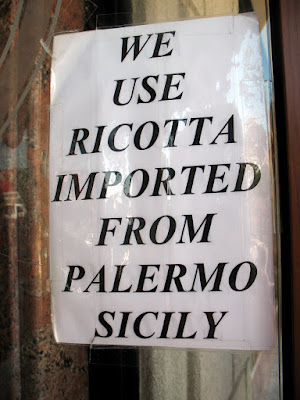 WE
USE
RICOTTA
IMPORTED
FROM
PALERMO
SICILY